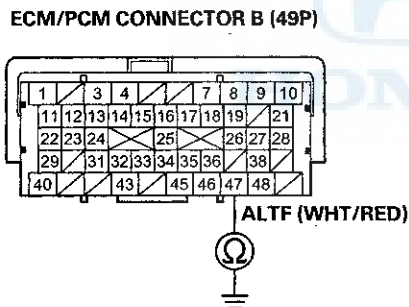 ECM/PCM CONNECTOR B (49P)
1 3 4 7 8 9 10
11 12 13 14 15 16 17 18 19 21
22 23 24 25 26 27 28
29 31 32 33 34 35 36 38
40 43 45 46 47 48
ALTF (WHT/RED)
Ω